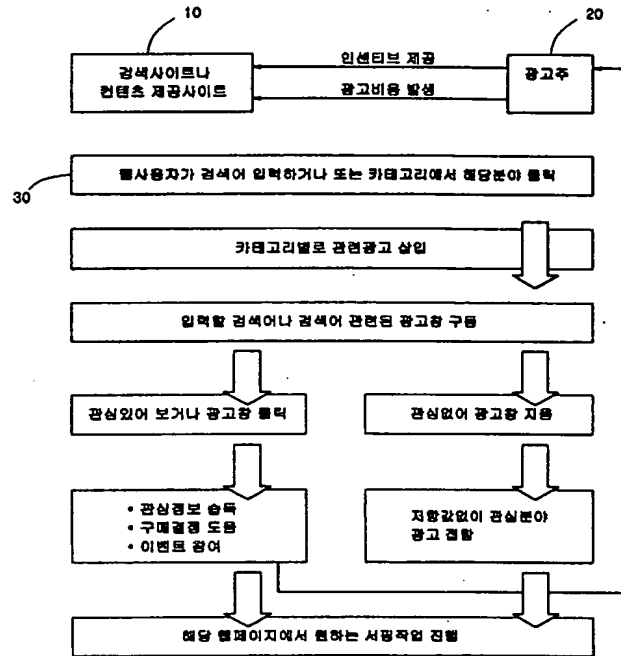 10
20
검색사이트나
컨텐츠 제공사이트
인센티브 제공
광고비용 발생
광고주
30
웹사용자가 검색어 입력하거나 또는 카테고리에서 해당분야 클릭
카테고리별로 관련광고 삽입
입력할 검색어나 검색어 관련된 광고창 구동
관심있어 보거나 광고창 클릭
관심없어 광고창 지움
• 관심정보 습득
• 구매결정 도움
• 이벤트 참여
저항값없이 관심분야
광고 접함
해당 웹페이지에서 원하는 서핑작업 진행